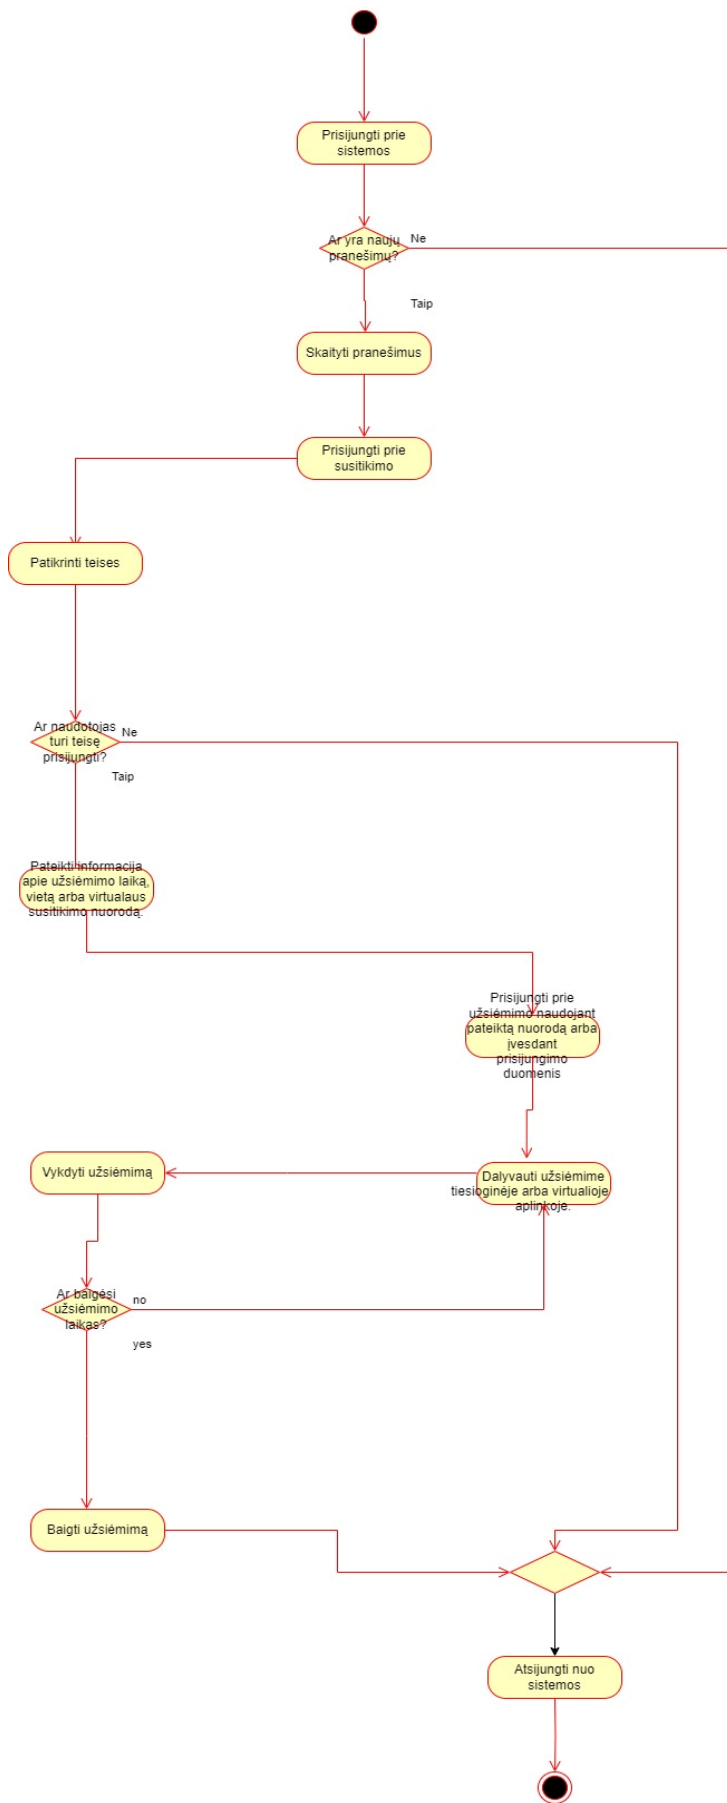 Prisijungti prie
sistemos
Ar yra naujų
pranešimų?
Ne
Taip
Skaityti pranešimus
Prisijungti prie
susitikimo
Patikrinti teises
Ar naudotojas
turi teisę
prisijungti?
Ne
Taip
Pateikti informacija
apie užsiėmimo laiką,
vietą arba virtualaus
susitikimo nuorodą.
Prisijungti prie
užsiėmimo naudojant
pateiktą nuorodą arba
įvesdant
prisijungimo
duomenis
Vykdyti užsiėmimą
Dalyvauti užsiėmime
tiesioginėje arba virtualioje
aplinkoje.
Ar baigėsi
užsiėmimo
laikas?
no
yes
Baigti užsiėmimą
Atsijungti nuo
sistemos